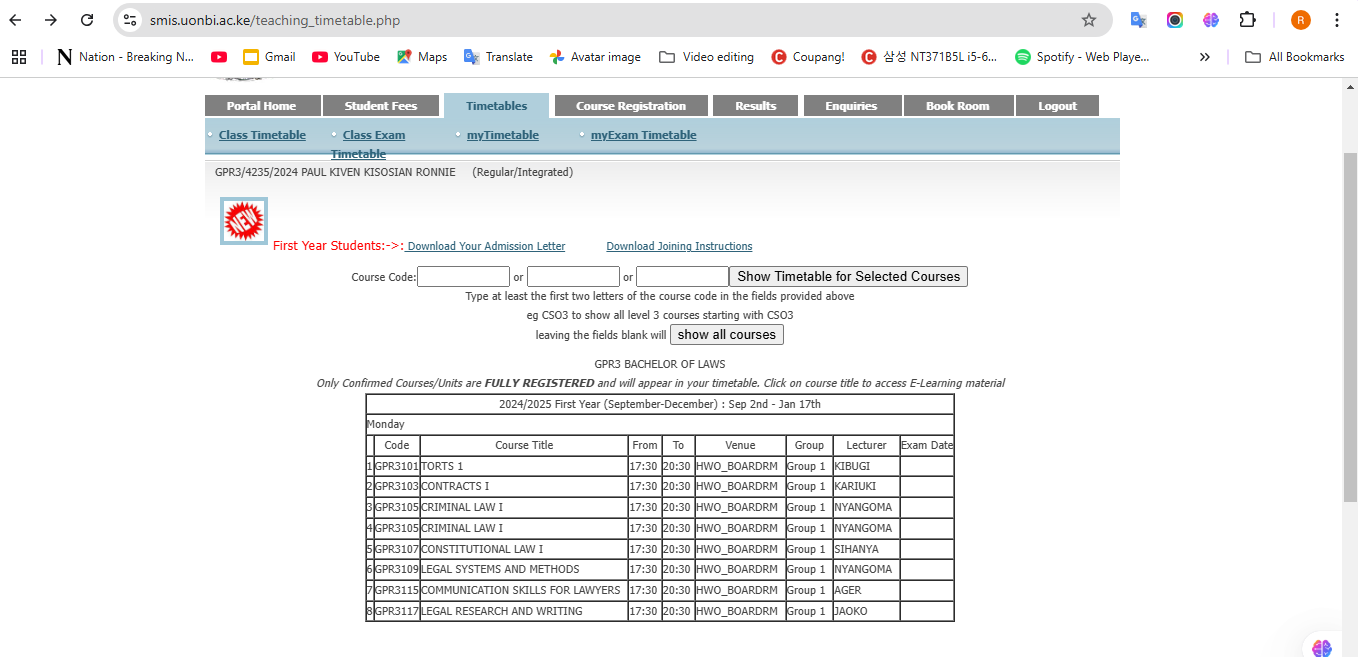 smis.uonbi.ac.ke/teaching_timetable.php
R
Nation - Breaking N... Gmail YouTube Maps Translate Avatar image Video editing Coupang! 삼성 NT371B5L i5-6... Spotify - Web Playe... » All Bookmarks
Portal Home Student Fees Timetables Course Registration Results Enquiries Book Room Logout
Class Timetable Class Exam Timetable myTimetable myExam Timetable
GPR3/4235/2024 PAUL KIVEN KISOSIAN RONNIE (Regular/Integrated)
NEW
First Year Students:->: Download Your Admission Letter Download Joining Instructions
Course Code: or or Show Timetable for Selected Courses
Type at least the first two letters of the course code in the fields provided above
eg CSO3 to show all level 3 courses starting with CSO3
leaving the fields blank will show all courses
GPR3 BACHELOR OF LAWS
Only Confirmed Courses/Units are FULLY REGISTERED and will appear in your timetable. Click on course title to access E-Learning material
2024/2025 First Year (September-December) : Sep 2nd - Jan 17th
Monday
Code Course Title From To Venue Group Lecturer Exam Date
1 GPR3101 TORTS 1 17:30 20:30 HWO_BOARDRM Group 1 KIBUGI
2 GPR3103 CONTRACTS I 17:30 20:30 HWO_BOARDRM Group 1 KARIUKI
3 GPR3105 CRIMINAL LAW I 17:30 20:30 HWO_BOARDRM Group 1 NYANGOMA
4 GPR3105 CRIMINAL LAW I 17:30 20:30 HWO_BOARDRM Group 1 NYANGOMA
5 GPR3107 CONSTITUTIONAL LAW I 17:30 20:30 HWO_BOARDRM Group 1 SIHANYA
6 GPR3109 LEGAL SYSTEMS AND METHODS 17:30 20:30 HWO_BOARDRM Group 1 NYANGOMA
7 GPR3115 COMMUNICATION SKILLS FOR LAWYERS 17:30 20:30 HWO_BOARDRM Group 1 AGER
8 GPR3117 LEGAL RESEARCH AND WRITING 17:30 20:30 HWO_BOARDRM Group 1 JAOKO